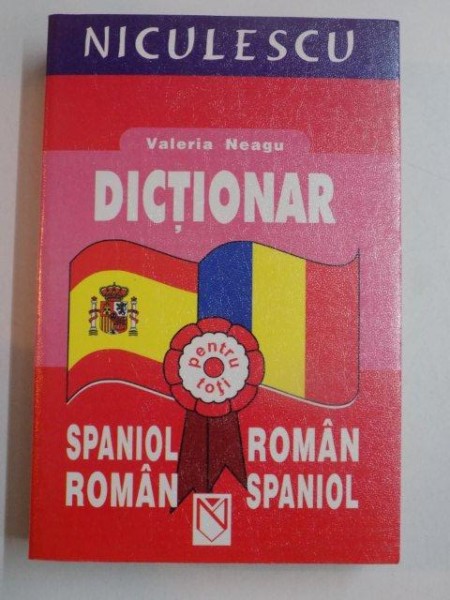 NICULESCU
Valeria Neagu
DICȚIONAR
pentru
toți
SPANIOL ROMÂN
ROMÂN SPANIOL